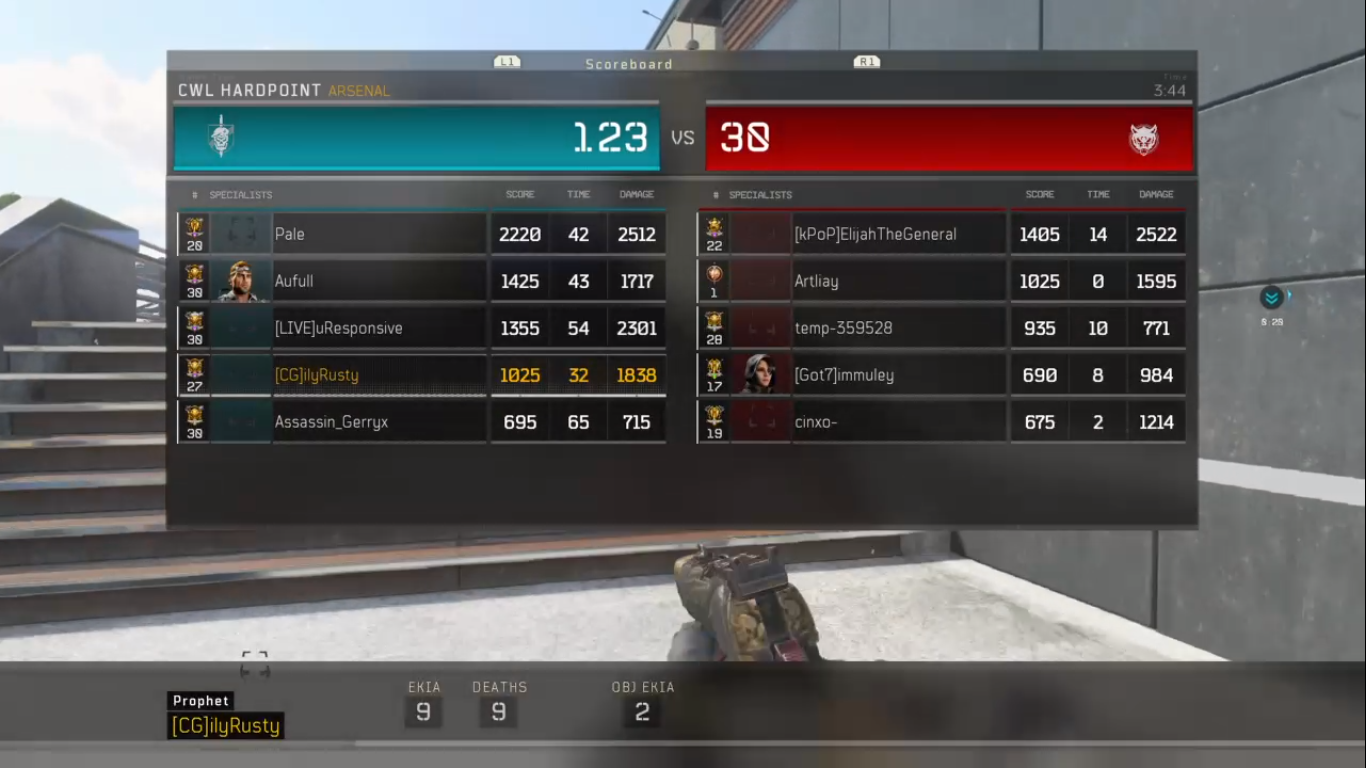 L1 Scoreboard R1
CWL HARDPOINT ARSENAL
Time
3:44
123 VS 30
# SPECIALISTS SCORE TIME DAMAGE
20 Pale 2220 42 2512
30 Aufull 1425 43 1717
30 [LIVE]uResponsive 1355 54 2301
27 [CG]ilyRusty 1025 32 1838
30 Assassin_Gerryx 695 65 715
# SPECIALISTS SCORE TIME DAMAGE
22 [kPoP]ElijahTheGeneral 1405 14 2522
1 Artliay 1025 0 1595
28 temp-359528 935 10 771
17 [Got7]immuley 690 8 984
19 cinxo- 675 2 1214
0:20
Prophet
[CG]ilyRusty
EKIA DEATHS OBJ EKIA
9 9 2